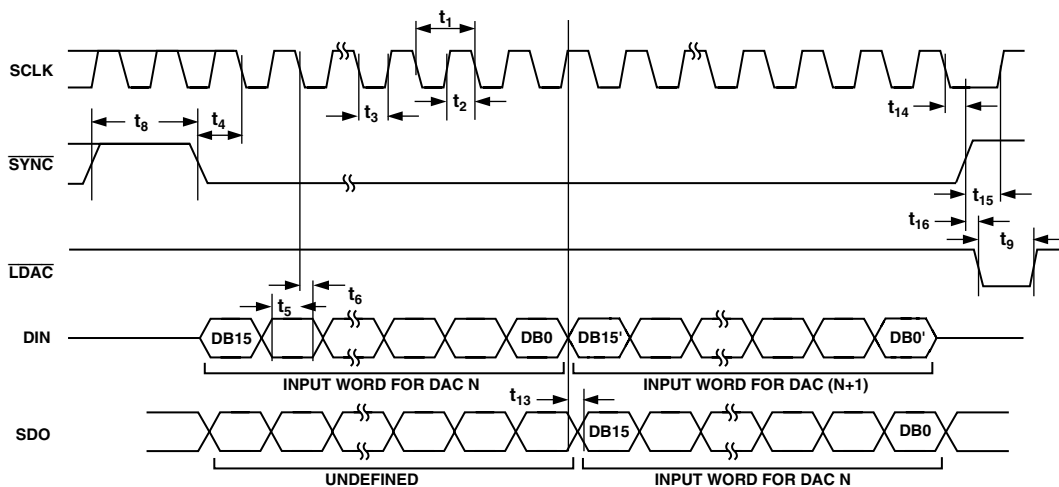 t1
SCLK
t3
t2
t14
t8
t4
SYNC
t15
t16
t9
LDAC
t5
t6
DIN
DB15
DB0
DB15'
DB0'
INPUT WORD FOR DAC N
INPUT WORD FOR DAC (N+1)
t13
SDO
DB15
DB0
UNDEFINED
INPUT WORD FOR DAC N